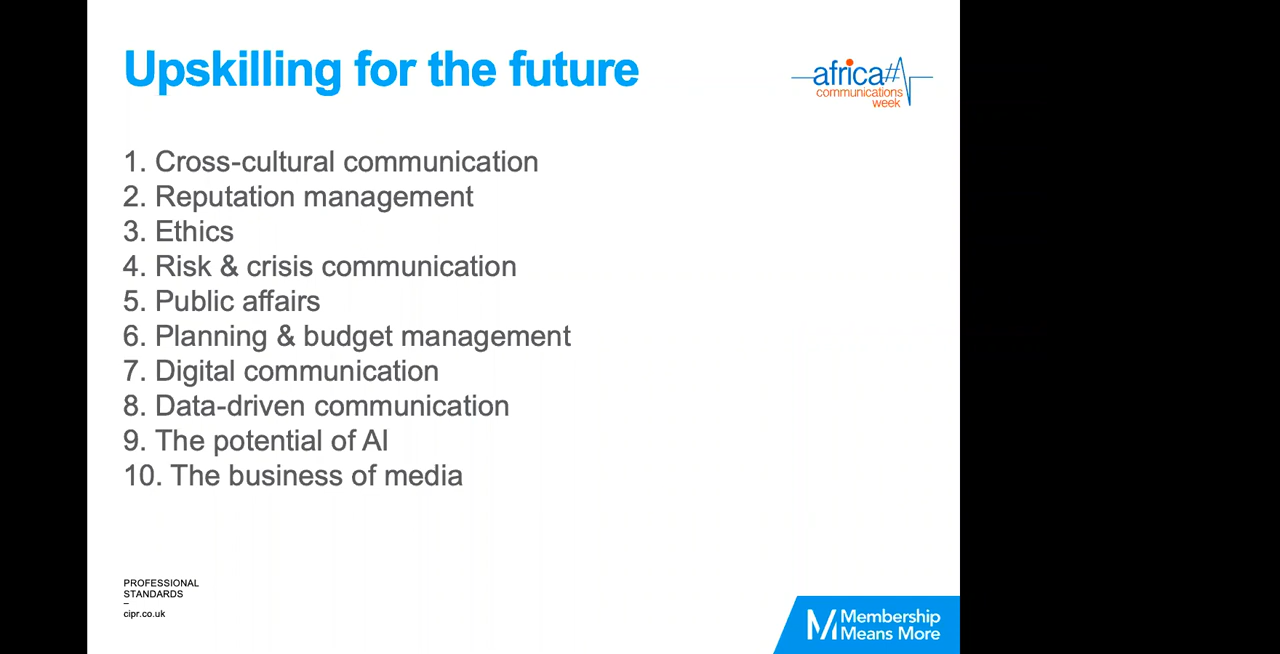 Upskilling for the future
africa#
communications
week
1. Cross-cultural communication
2. Reputation management
3. Ethics
4. Risk & crisis communication
5. Public affairs
6. Planning & budget management
7. Digital communication
8. Data-driven communication
9. The potential of AI
10. The business of media
PROFESSIONAL
STANDARDS
–
cipr.co.uk
M Membership
Means More